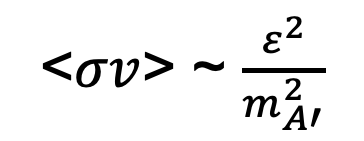 <σv> ~ ε² / m²_A′